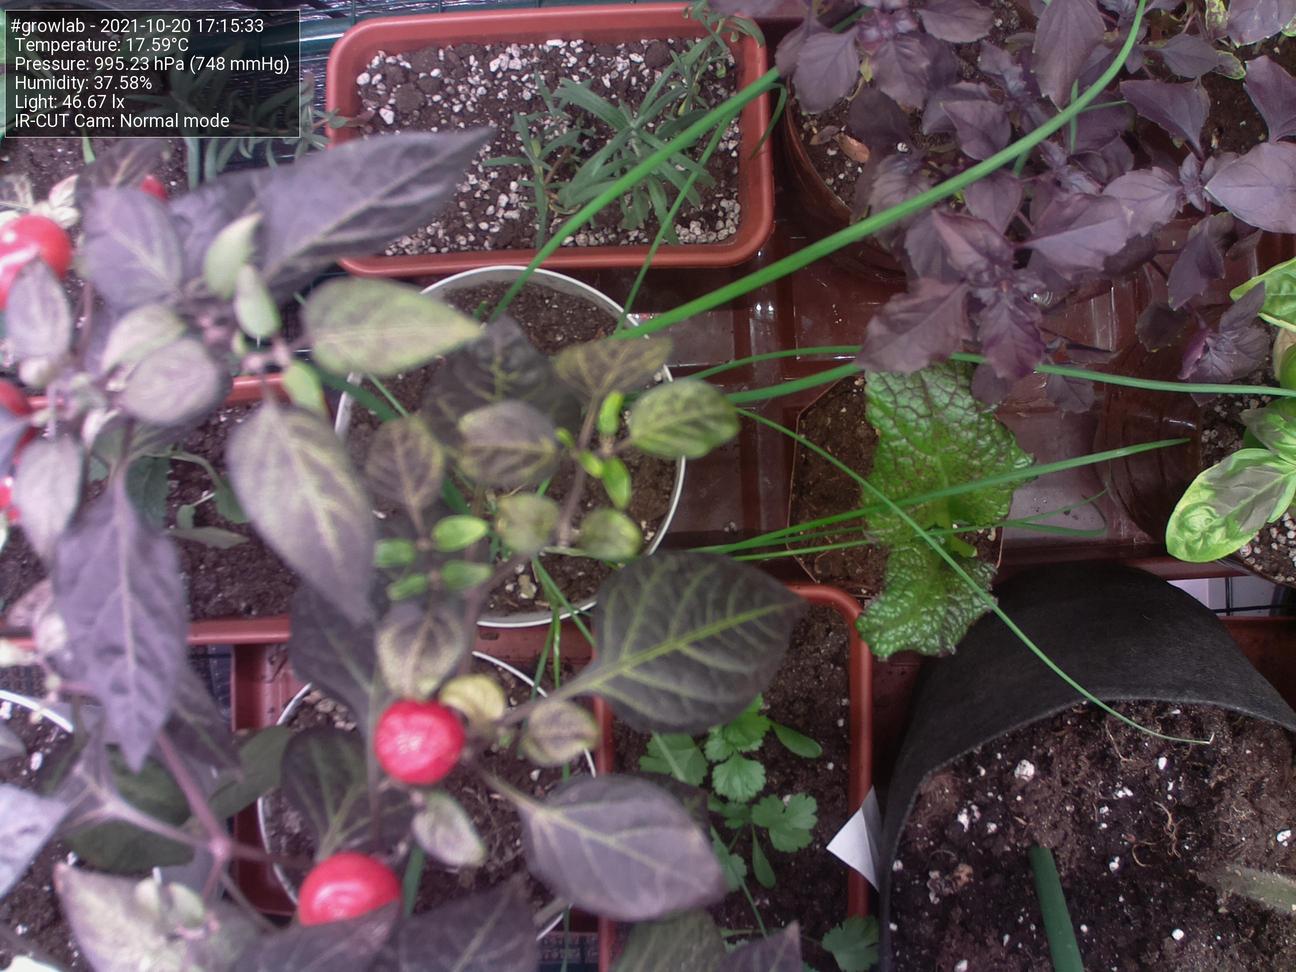 #growlab - 2021-10-20 17:15:33
Temperature: 17.59°C
Pressure: 995.23 hPa (748 mmHg)
Humidity: 37.58%
Light: 46.67 lx
IR-CUT Cam: Normal mode